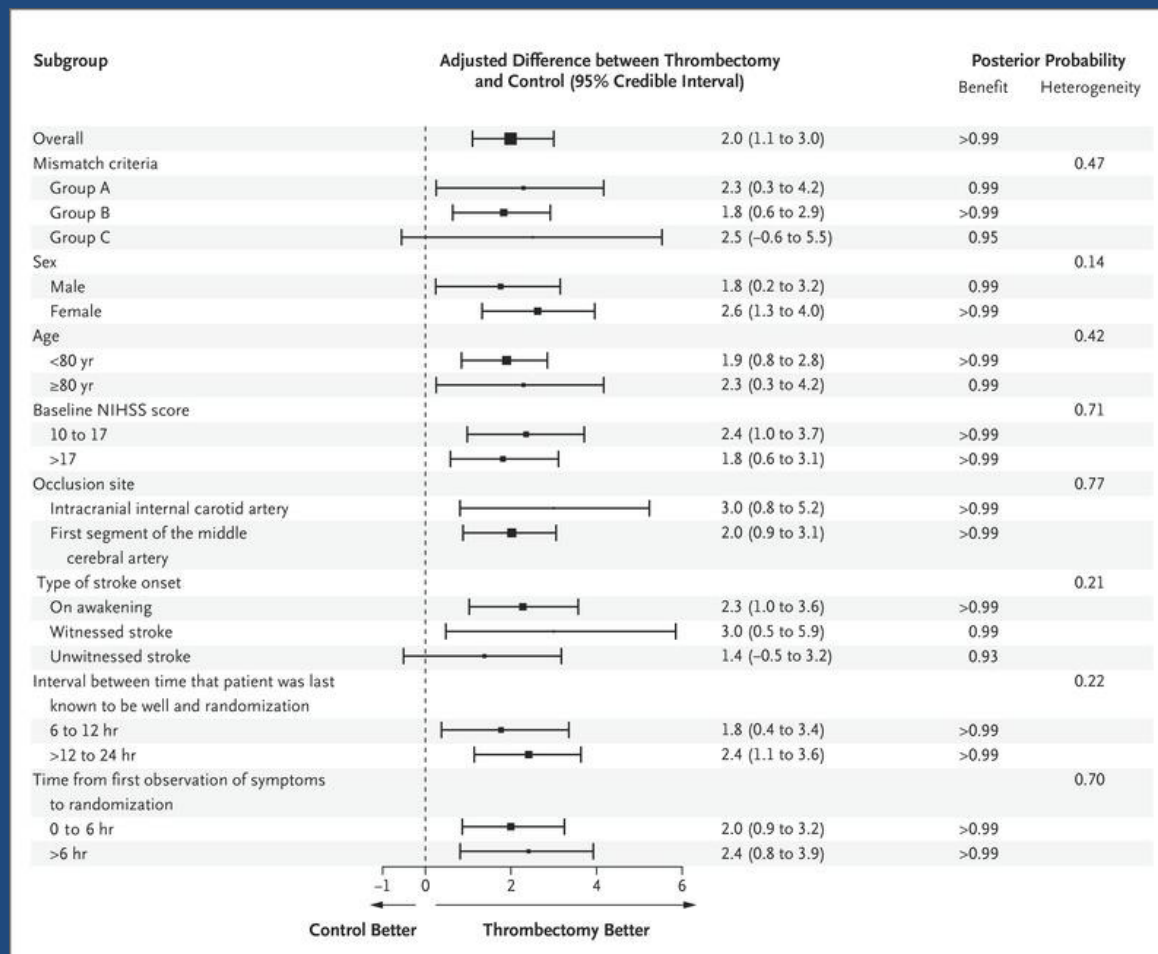 Subgroup Adjusted Difference between Thrombectomy Posterior Probability
and Control (95% Credible Interval) Benefit Heterogeneity
Overall 2.0 (1.1 to 3.0) >0.99
Mismatch criteria 0.47
Group A 2.3 (0.3 to 4.2) 0.99
Group B 1.8 (0.6 to 2.9) >0.99
Group C 2.5 (–0.6 to 5.5) 0.95
Sex 0.14
Male 1.8 (0.2 to 3.2) 0.99
Female 2.6 (1.3 to 4.0) >0.99
Age 0.42
<80 yr 1.9 (0.8 to 2.8) >0.99
≥80 yr 2.3 (0.3 to 4.2) 0.99
Baseline NIHSS score 0.71
10 to 17 2.4 (1.0 to 3.7) >0.99
>17 1.8 (0.6 to 3.1) >0.99
Occlusion site 0.77
Intracranial internal carotid artery 3.0 (0.8 to 5.2) >0.99
First segment of the middle 2.0 (0.9 to 3.1) >0.99
cerebral artery
Type of stroke onset 0.21
On awakening 2.3 (1.0 to 3.6) >0.99
Witnessed stroke 3.0 (0.5 to 5.9) 0.99
Unwitnessed stroke 1.4 (–0.5 to 3.2) 0.93
Interval between time that patient was last 0.22
known to be well and randomization
6 to 12 hr 1.8 (0.4 to 3.4) >0.99
>12 to 24 hr 2.4 (1.1 to 3.6) >0.99
Time from first observation of symptoms 0.70
to randomization
0 to 6 hr 2.0 (0.9 to 3.2) >0.99
>6 hr 2.4 (0.8 to 3.9) >0.99
–1 0 2 4 6
Control Better Thrombectomy Better